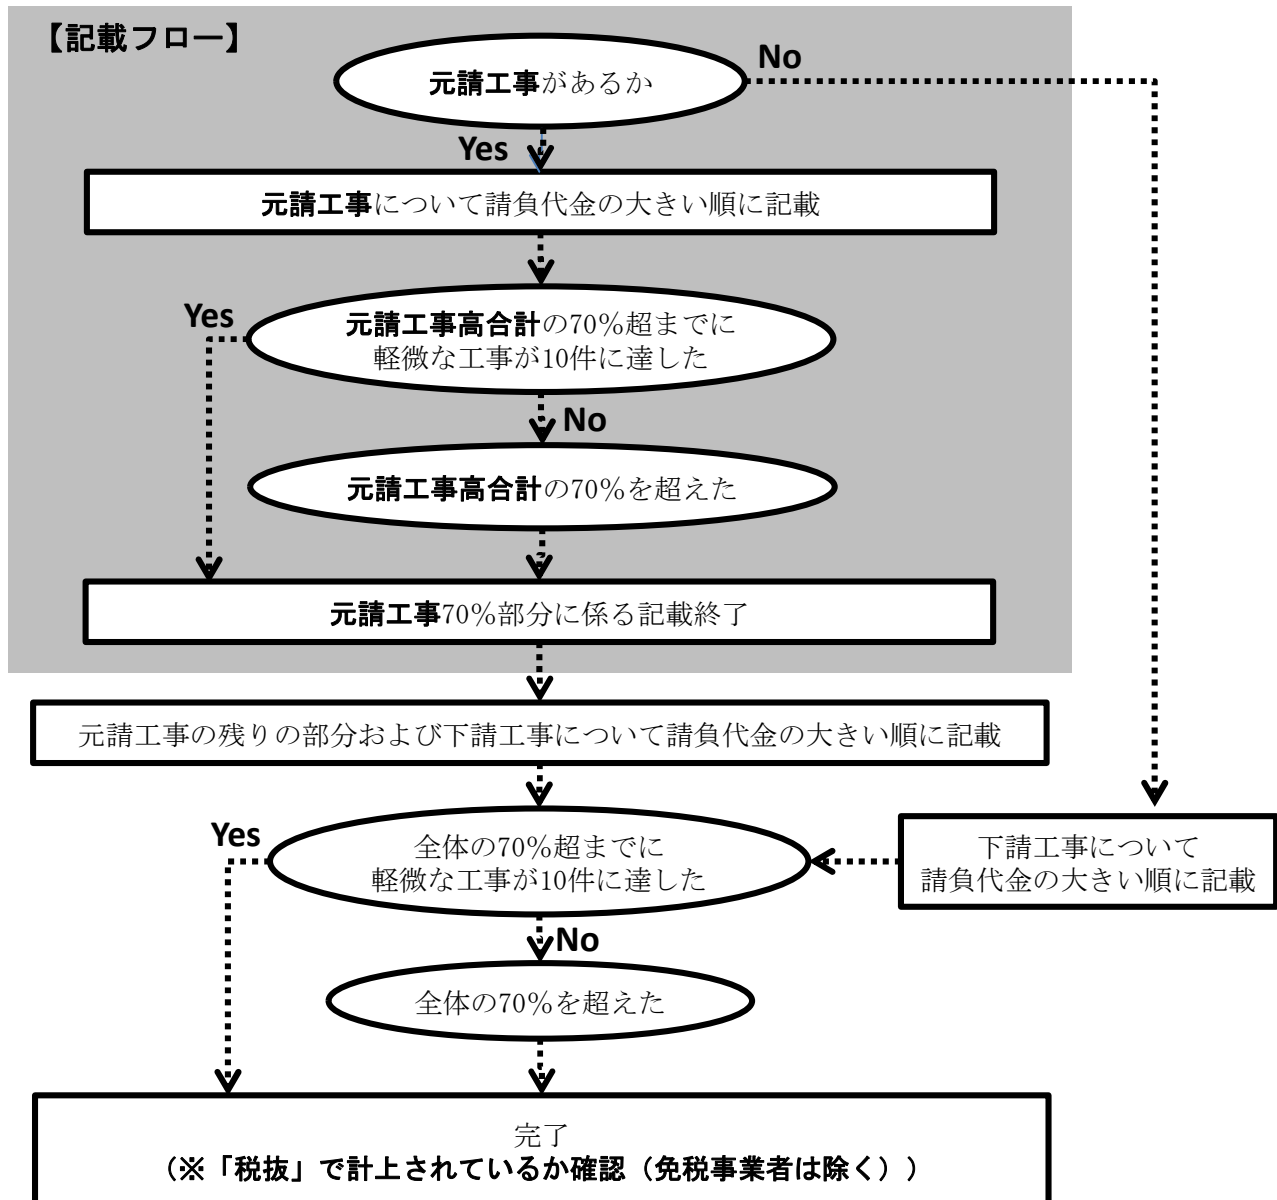 【記載フロー】
元請工事があるか
No
Yes
元請工事について請負代金の大きい順に記載
Yes
元請工事高合計の70％超までに
軽微な工事が10件に達した
No
元請工事高合計の70％を超えた
元請工事70％部分に係る記載終了
元請工事の残りの部分および下請工事について請負代金の大きい順に記載
Yes
全体の70％超までに
軽微な工事が10件に達した
下請工事について
請負代金の大きい順に記載
No
全体の70％を超えた
完了
（※「税抜」で計上されているか確認（免税事業者は除く））